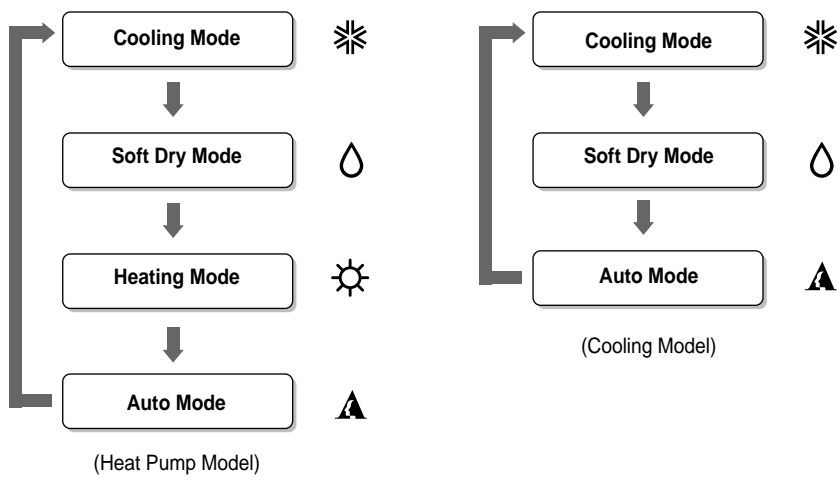 Cooling Mode
Soft Dry Mode
Heating Mode
Auto Mode
(Heat Pump Model)
Cooling Mode
Soft Dry Mode
Auto Mode
(Cooling Model)